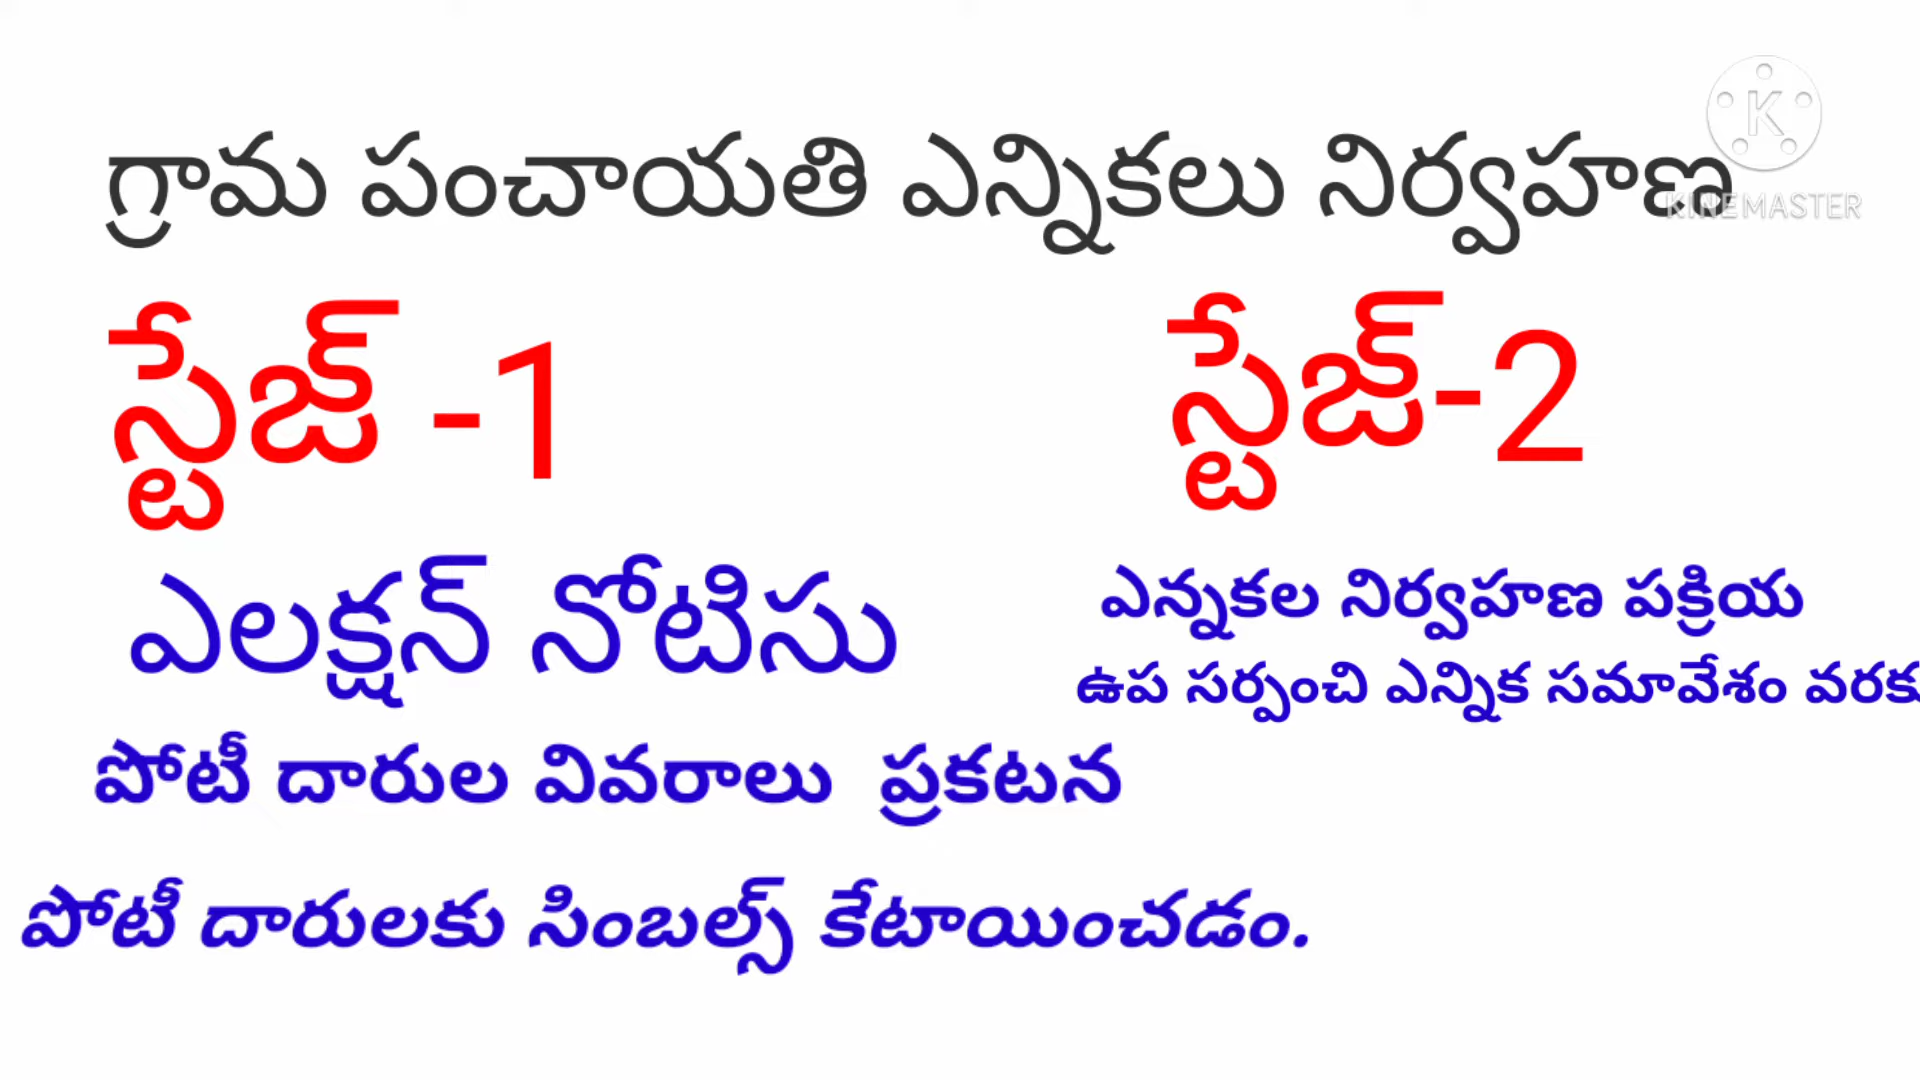 గ్రామ పంచాయతి ఎన్నికలు నిర్వహణ
KINEMASTER
స్టేజ్ -1
ఎలక్షన్ నోటిసు
పోటీ దారుల వివరాలు ప్రకటన
పోటీ దారులకు సింబల్స్ కేటాయించడం.
స్టేజ్-2
ఎన్నకల నిర్వహణ పక్రియ
ఉప సర్పంచి ఎన్నిక సమావేశం వరకు